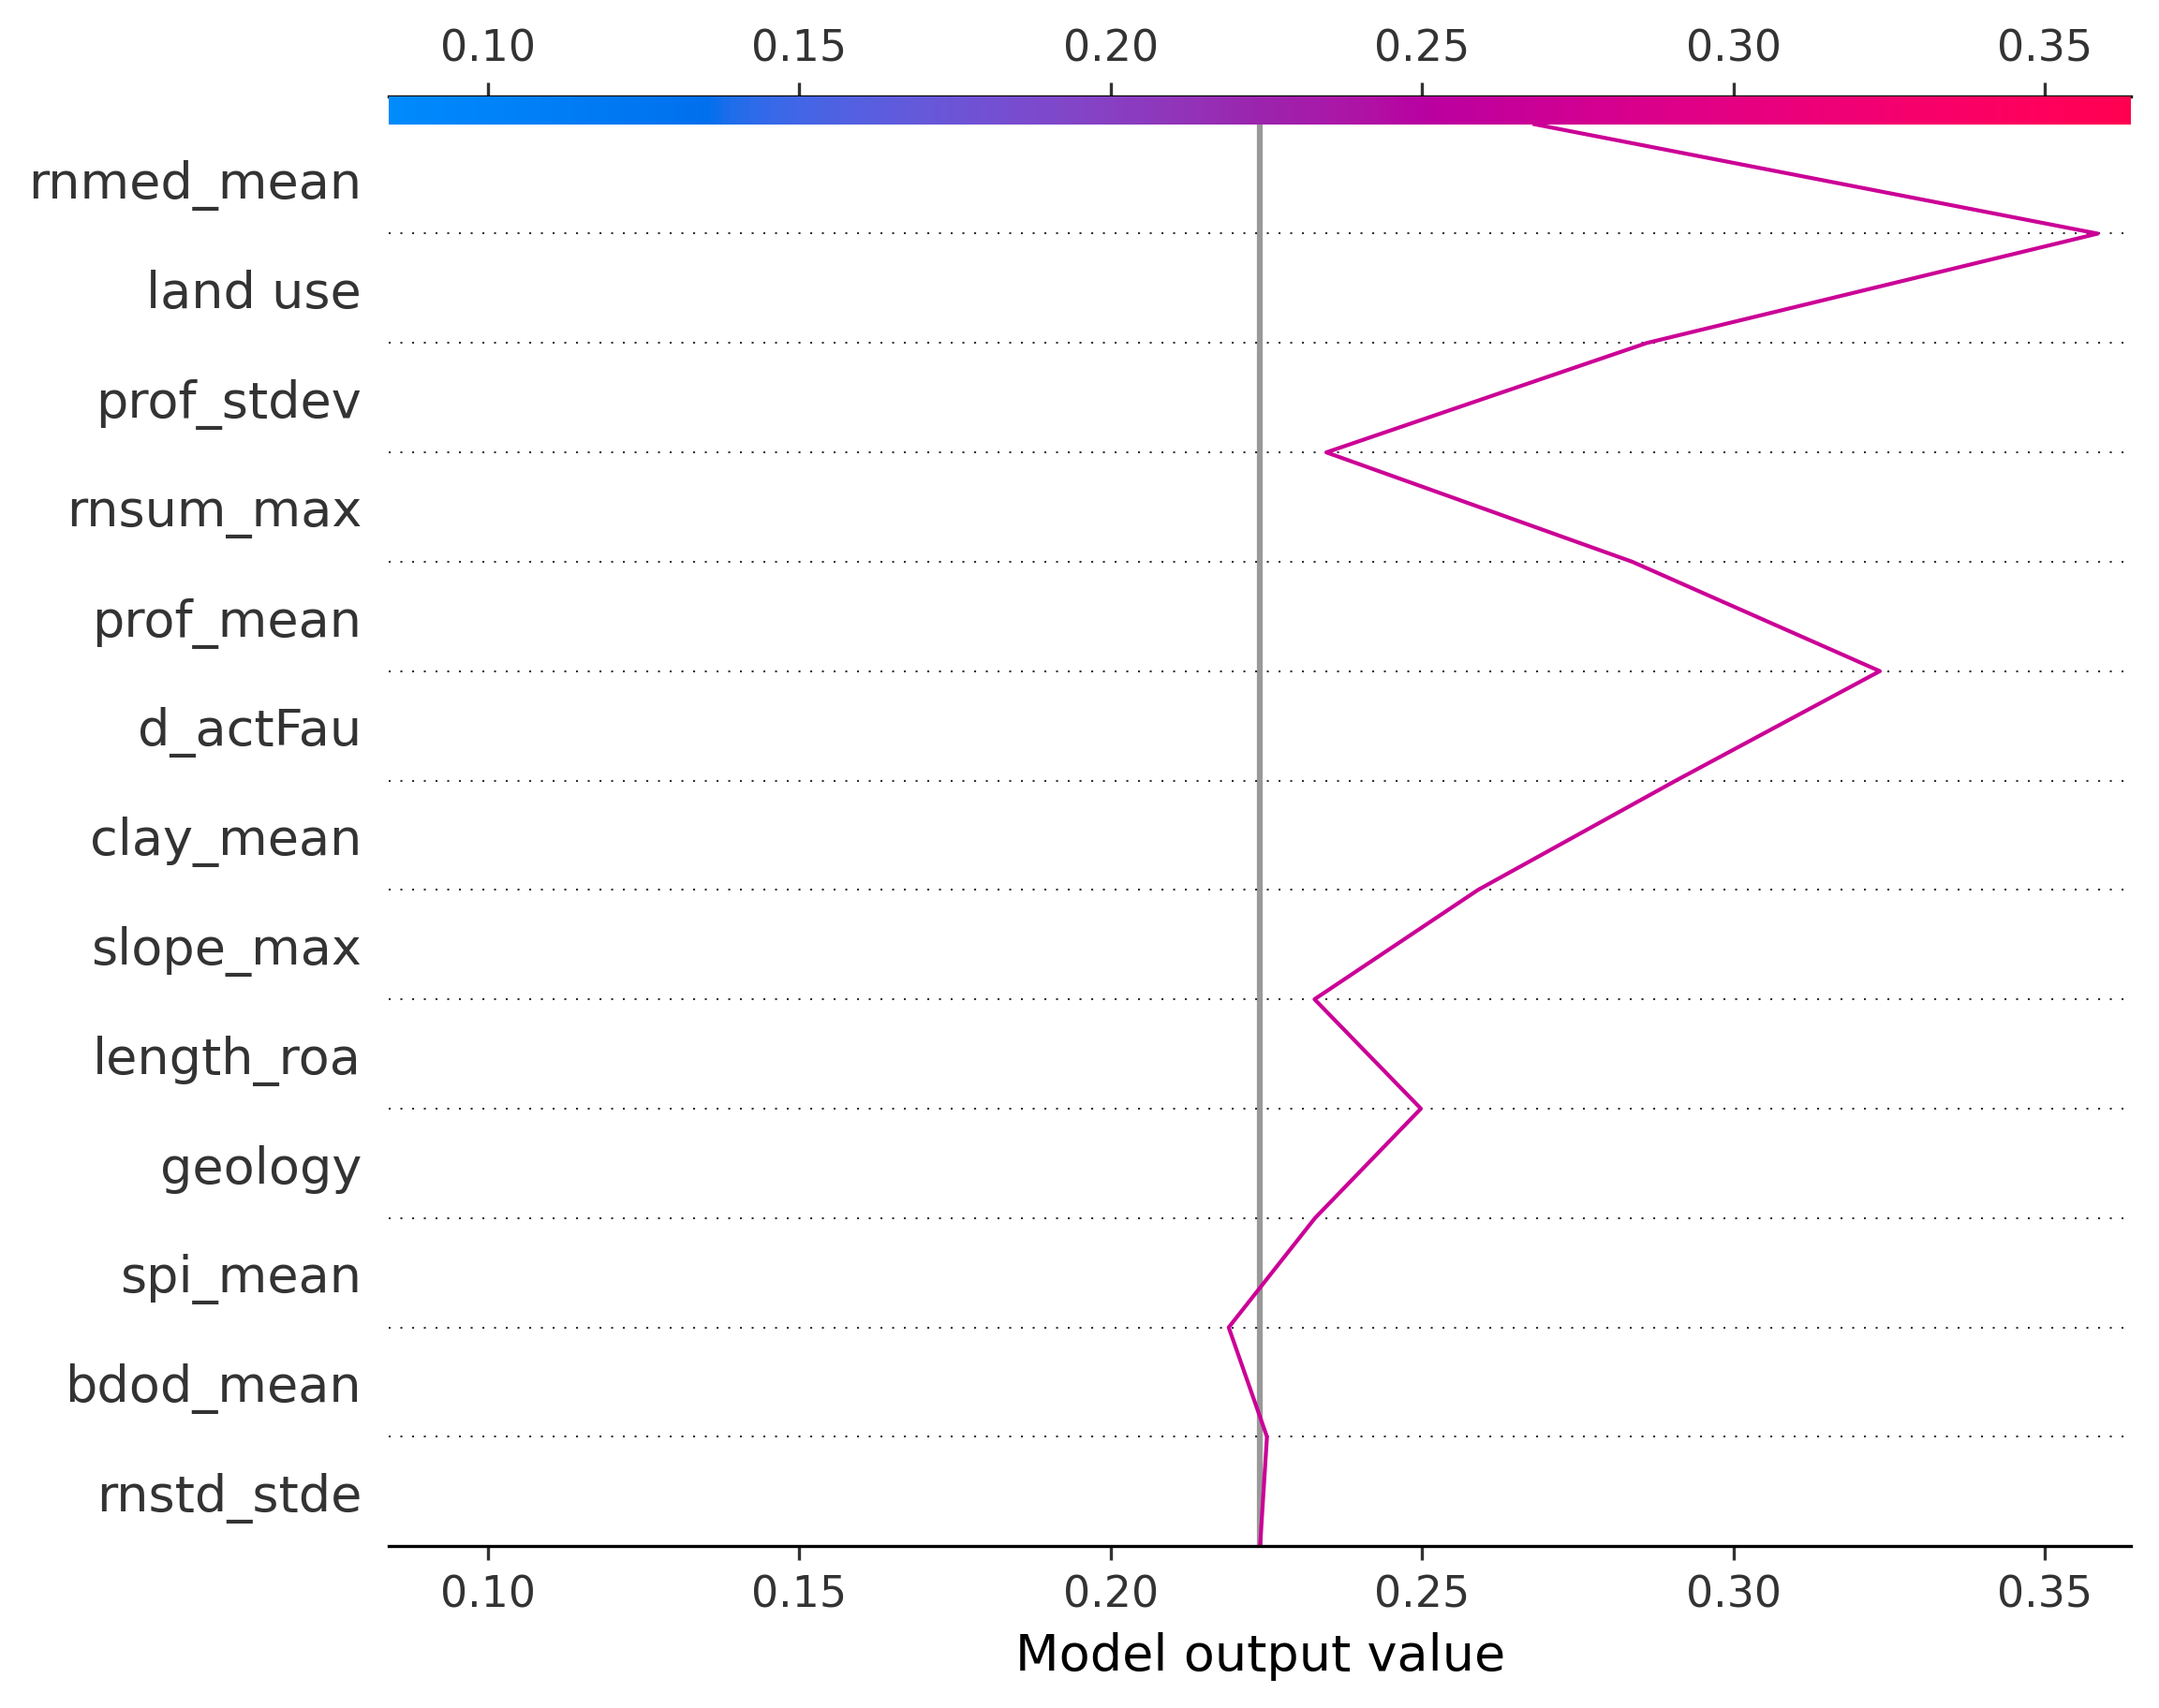 0.10 0.15 0.20 0.25 0.30 0.35
rnmed_mean
land use
prof_stdev
rnsum_max
prof_mean
d_actFau
clay_mean
slope_max
length_roa
geology
spi_mean
bdod_mean
rnstd_stde
0.10 0.15 0.20 0.25 0.30 0.35
Model output value